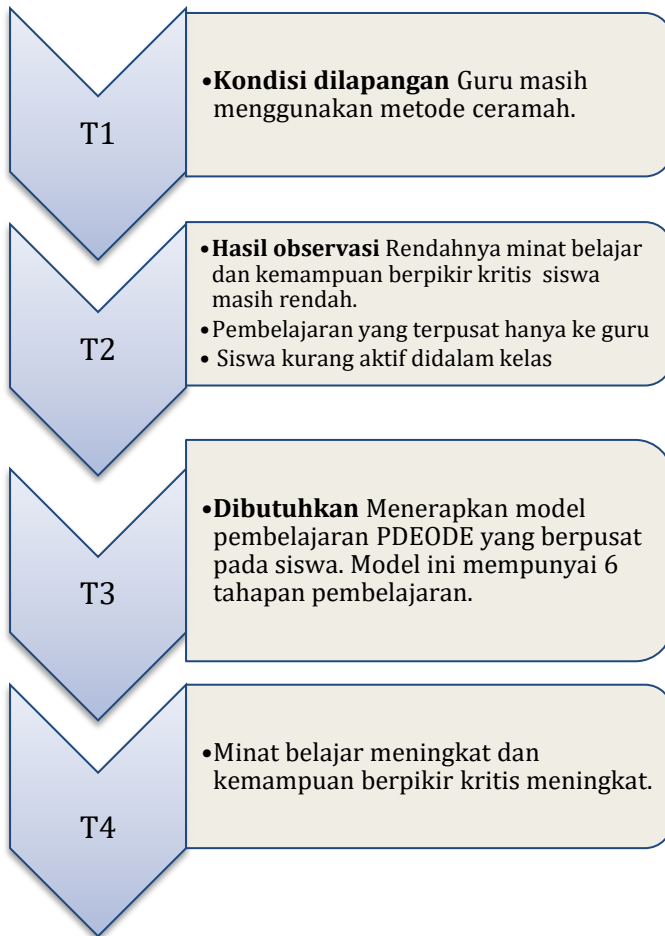 T1
•Kondisi dilapangan Guru masih
menggunakan metode ceramah.
T2
•Hasil observasi Rendahnya minat belajar
dan kemampuan berpikir kritis siswa
masih rendah.
•Pembelajaran yang terpusat hanya ke guru
• Siswa kurang aktif didalam kelas
T3
•Dibutuhkan Menerapkan model
pembelajaran PDEODE yang berpusat
pada siswa. Model ini mempunyai 6
tahapan pembelajaran.
T4
•Minat belajar meningkat dan
kemampuan berpikir kritis meningkat.